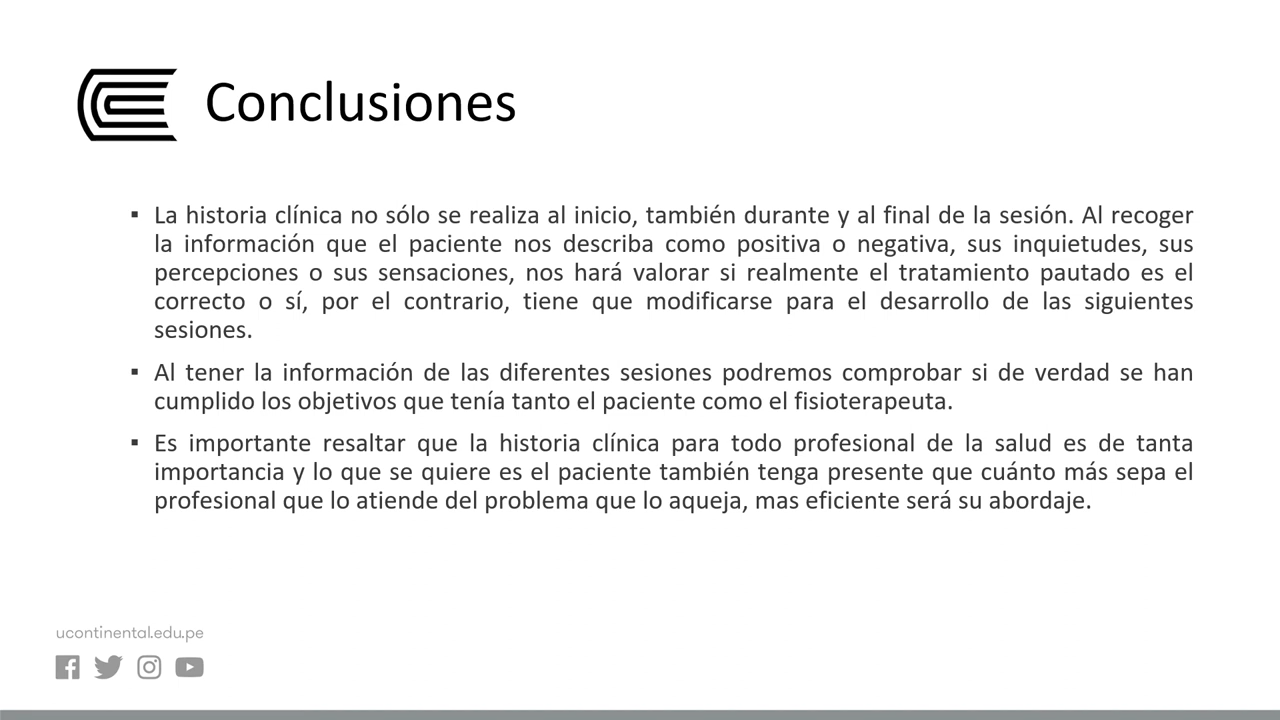 Conclusiones
▪ La historia clínica no sólo se realiza al inicio, también durante y al final de la sesión. Al recoger
la información que el paciente nos describa como positiva o negativa, sus inquietudes, sus
percepciones o sus sensaciones, nos hará valorar si realmente el tratamiento pautado es el
correcto o sí, por el contrario, tiene que modificarse para el desarrollo de las siguientes
sesiones.
▪ Al tener la información de las diferentes sesiones podremos comprobar si de verdad se han
cumplido los objetivos que tenía tanto el paciente como el fisioterapeuta.
▪ Es importante resaltar que la historia clínica para todo profesional de la salud es de tanta
importancia y lo que se quiere es el paciente también tenga presente que cuánto más sepa el
profesional que lo atiende del problema que lo aqueja, mas eficiente será su abordaje.
ucontinental.edu.pe